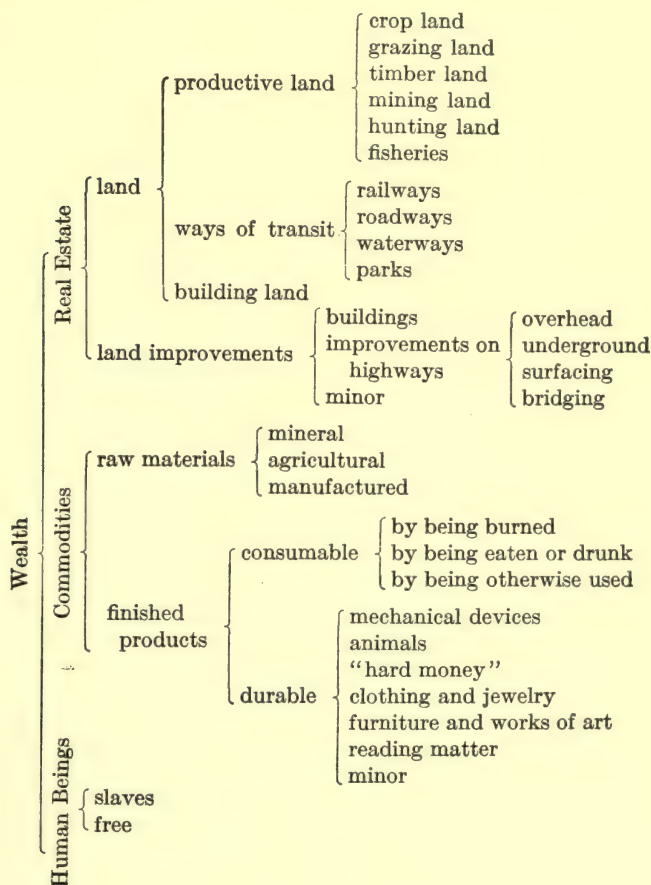 Wealth
Real Estate
land
productive land
crop land
grazing land
timber land
mining land
hunting land
fisheries
ways of transit
railways
roadways
waterways
parks
building land
land improvements
buildings
improvements on
highways
minor
overhead
underground
surfacing
bridging
Commodities
raw materials
mineral
agricultural
manufactured
finished
products
consumable
by being burned
by being eaten or drunk
by being otherwise used
durable
mechanical devices
animals
“hard money”
clothing and jewelry
furniture and works of art
reading matter
minor
Human Beings
slaves
free